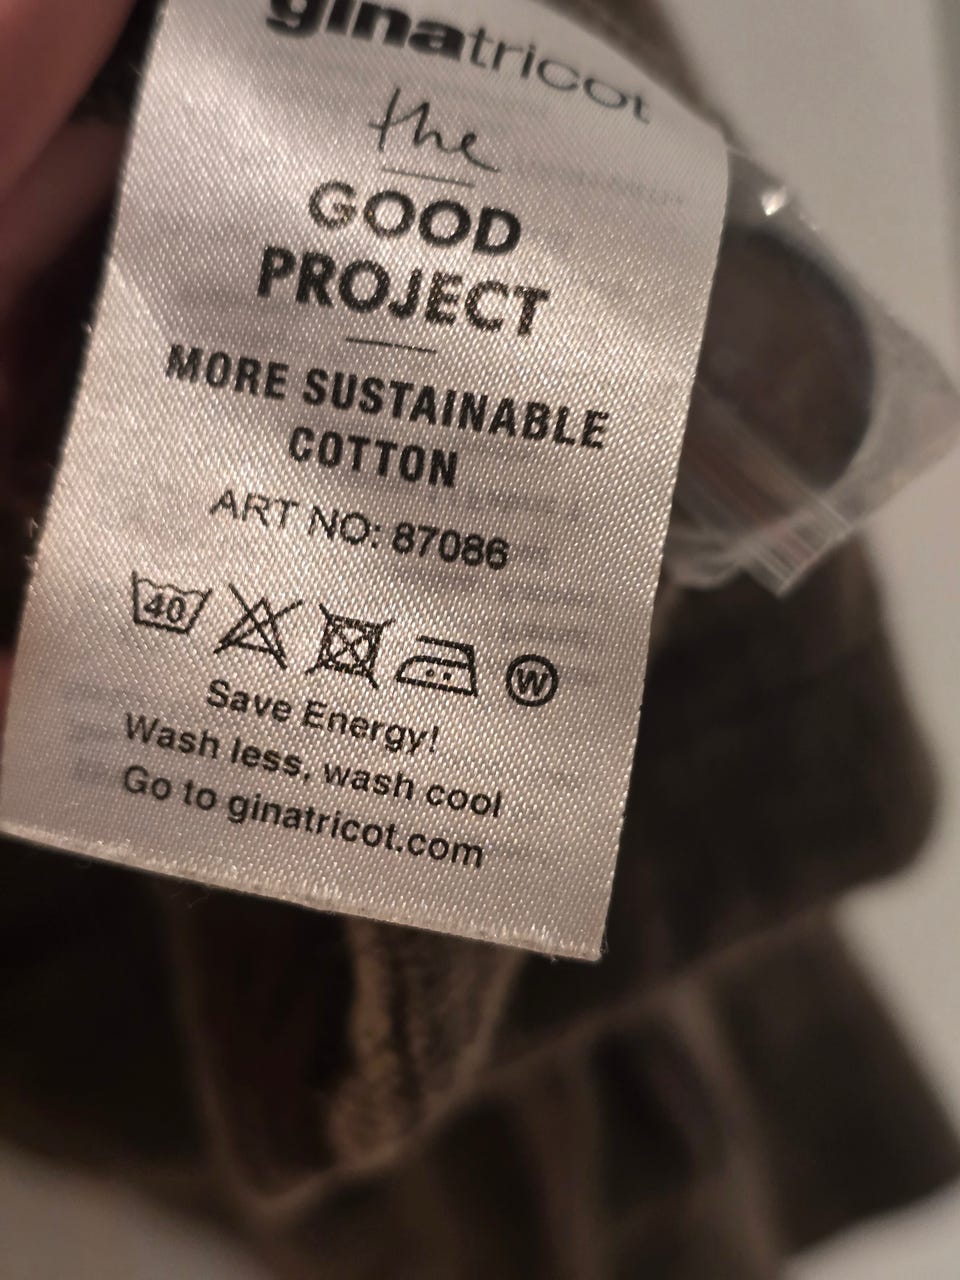 ginatricot
the
GOOD
PROJECT
MORE SUSTAINABLE
COTTON
ART NO: 87086
40
W
Save Energy!
Wash less, wash cool
Go to ginatricot.com